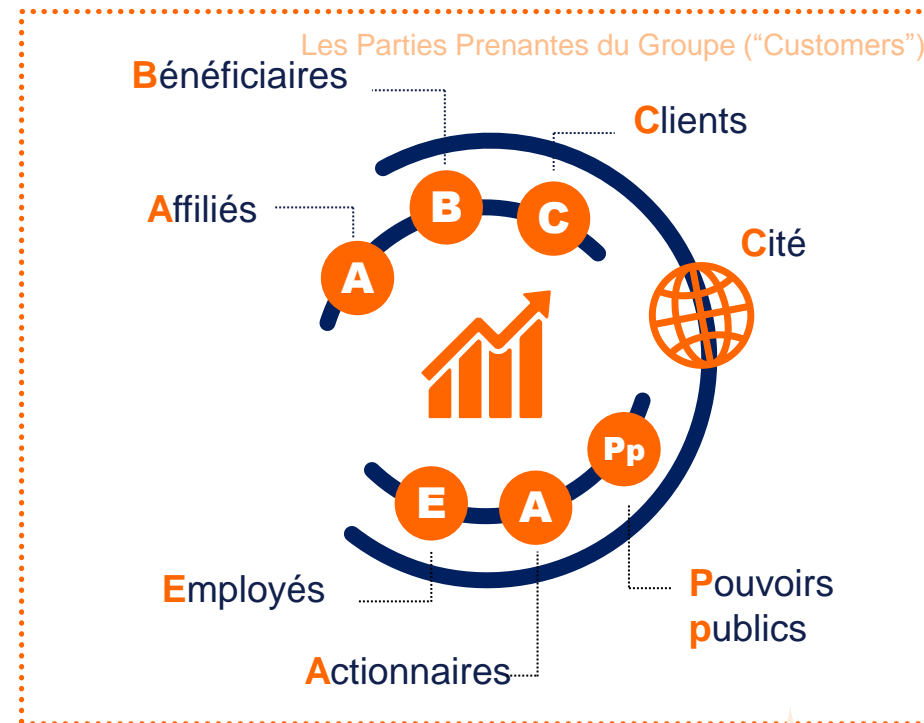 Les Parties Prenantes du Groupe (“Customers”)
Bénéficiaires
Clients
Affiliés
Cité
B
C
A
Pp
E
A
Employés
Pouvoirs
publics
Actionnaires